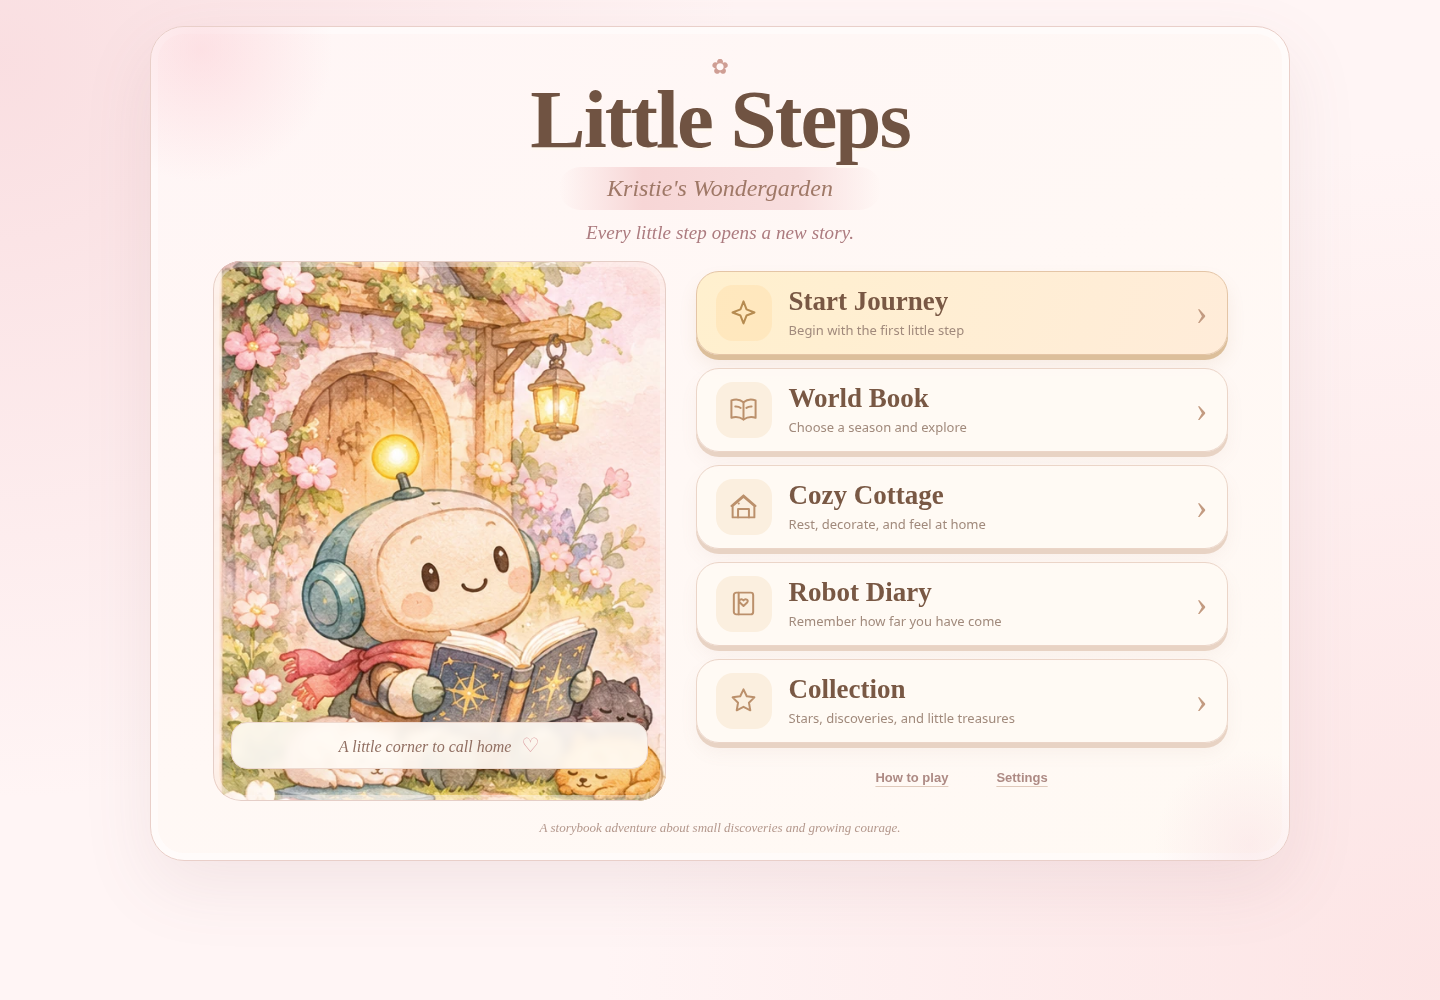 Little Steps
Kristie's Wondergarden
Every little step opens a new story.
A little corner to call home ♡
Start Journey
Begin with the first little step
World Book
Choose a season and explore
Cozy Cottage
Rest, decorate, and feel at home
Robot Diary
Remember how far you have come
Collection
Stars, discoveries, and little treasures
How to play
Settings
A storybook adventure about small discoveries and growing courage.